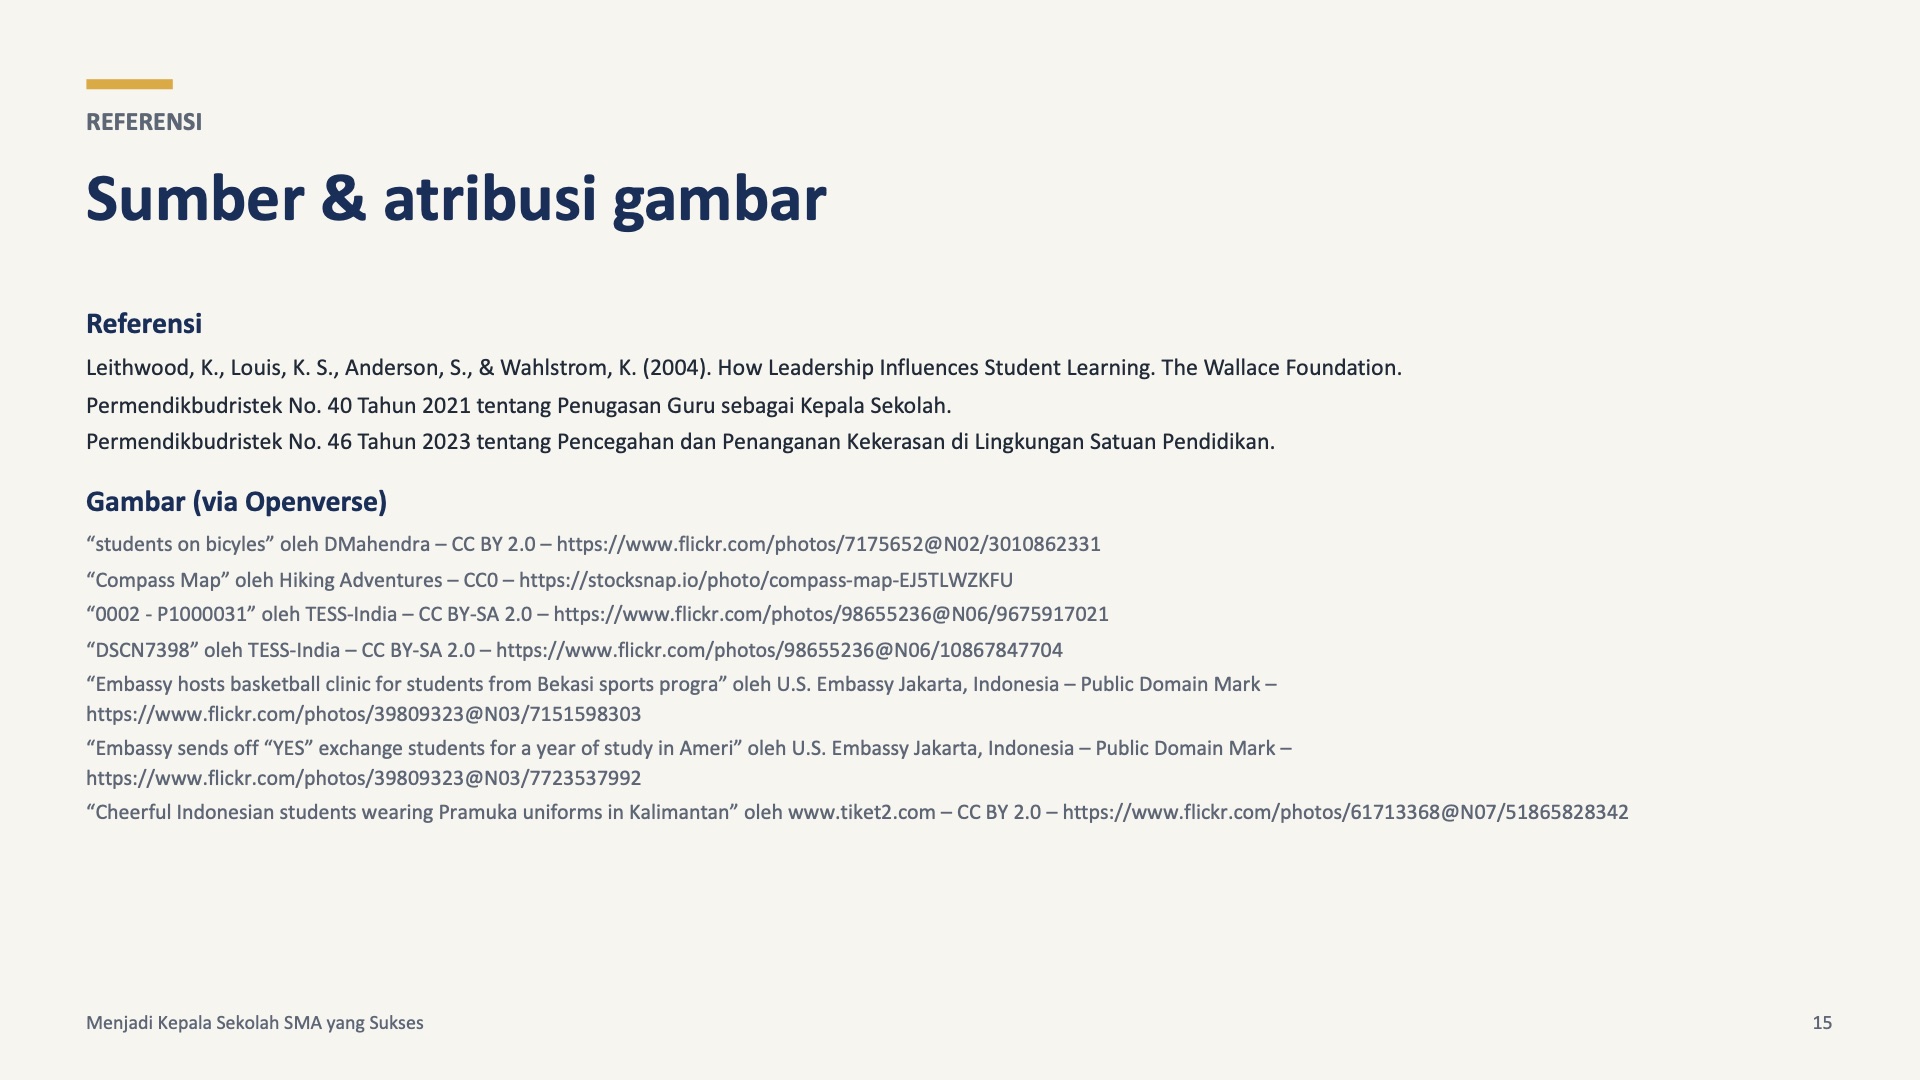 REFERENSI
Sumber & atribusi gambar
Referensi
Leithwood, K., Louis, K. S., Anderson, S., & Wahlstrom, K. (2004). How Leadership Influences Student Learning. The Wallace Foundation.
Permendikbudristek No. 40 Tahun 2021 tentang Penugasan Guru sebagai Kepala Sekolah.
Permendikbudristek No. 46 Tahun 2023 tentang Pencegahan dan Penanganan Kekerasan di Lingkungan Satuan Pendidikan.
Gambar (via Openverse)
“students on bicyles” oleh DMahendra – CC BY 2.0 – https://www.flickr.com/photos/7175652@N02/3010862331
“Compass Map” oleh Hiking Adventures – CC0 – https://stocksnap.io/photo/compass-map-EJ5TLWZKFU
“0002 - P1000031” oleh TESS-India – CC BY-SA 2.0 – https://www.flickr.com/photos/98655236@N06/9675917021
“DSCN7398” oleh TESS-India – CC BY-SA 2.0 – https://www.flickr.com/photos/98655236@N06/10867847704
“Embassy hosts basketball clinic for students from Bekasi sports progra” oleh U.S. Embassy Jakarta, Indonesia – Public Domain Mark –
https://www.flickr.com/photos/39809323@N03/7151598303
“Embassy sends off “YES” exchange students for a year of study in Ameri” oleh U.S. Embassy Jakarta, Indonesia – Public Domain Mark –
https://www.flickr.com/photos/39809323@N03/7723537992
“Cheerful Indonesian students wearing Pramuka uniforms in Kalimantan” oleh www.tiket2.com – CC BY 2.0 – https://www.flickr.com/photos/61713368@N07/51865828342
Menjadi Kepala Sekolah SMA yang Sukses
15